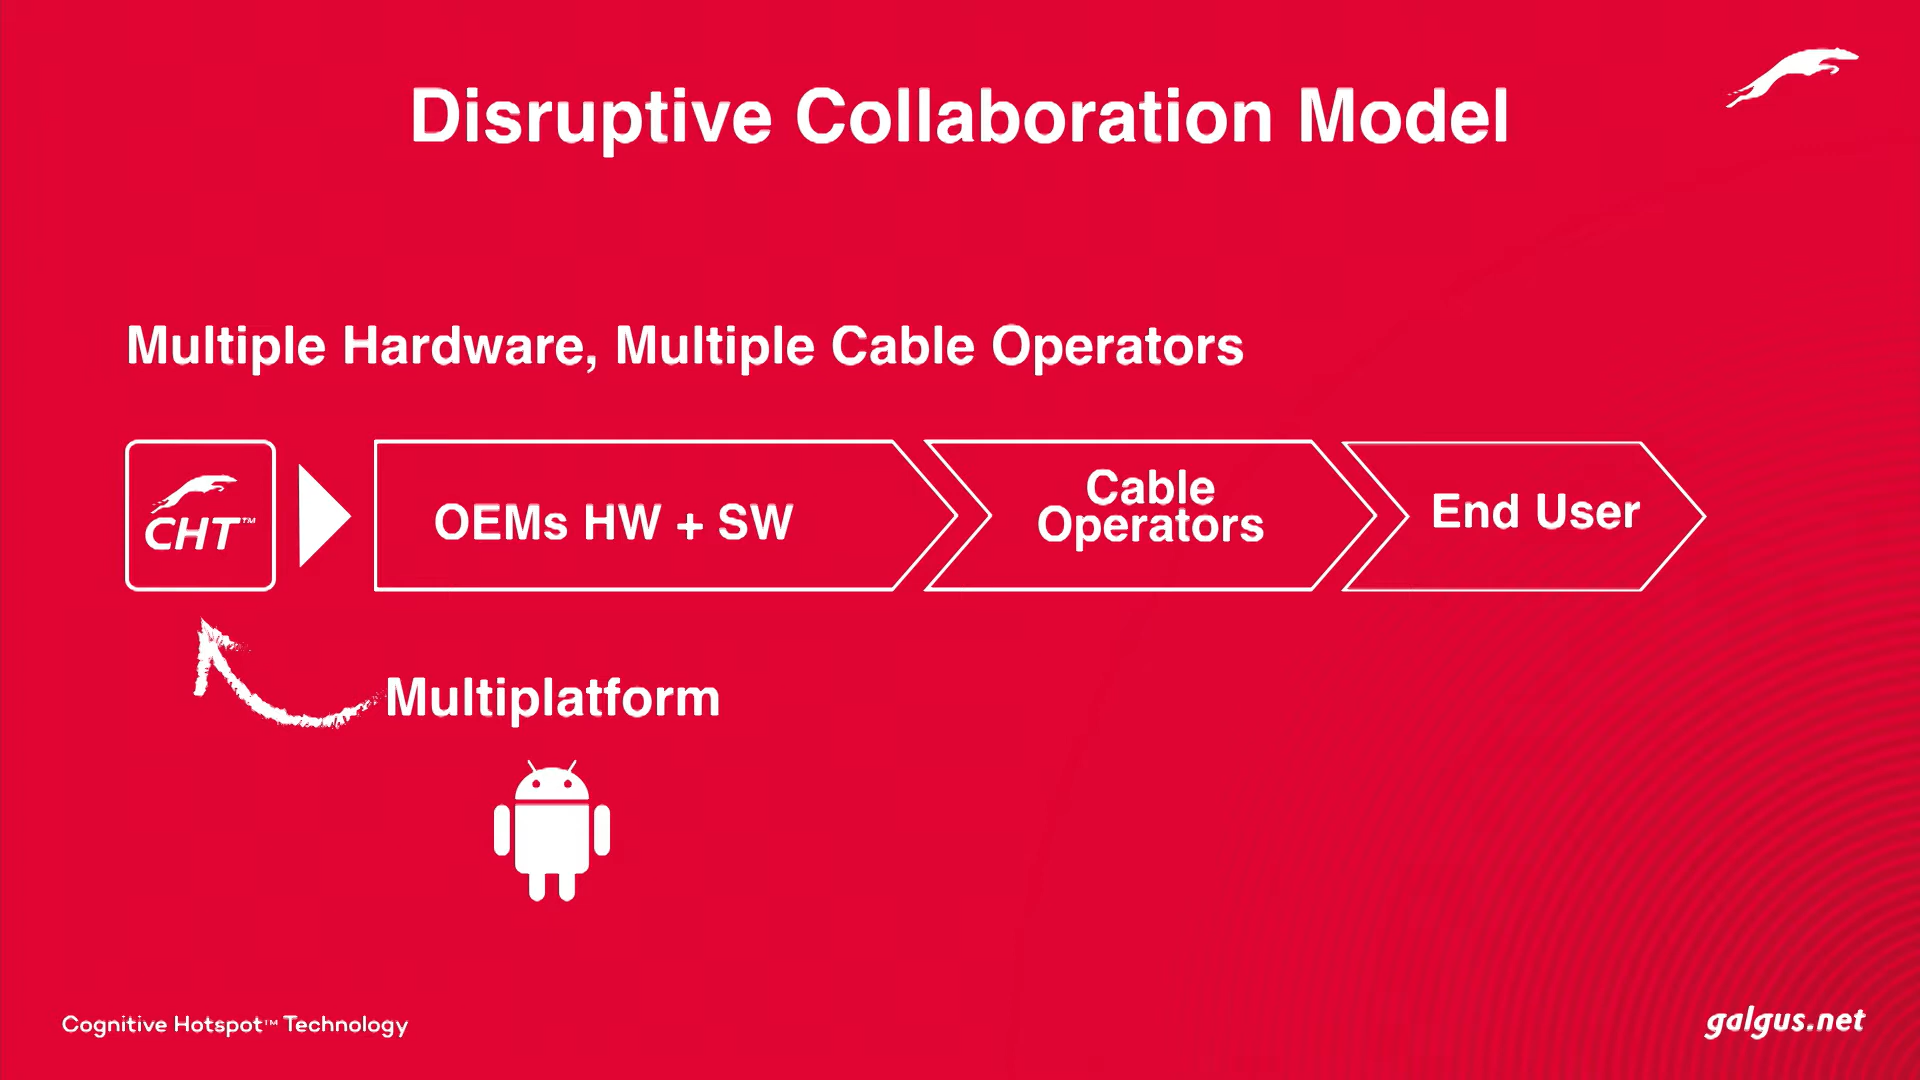 Disruptive Collaboration Model
Multiple Hardware, Multiple Cable Operators
CHT™
OEMs HW + SW
Cable
Operators
End User
Multiplatform
Cognitive Hotspot™ Technology
galgus.net